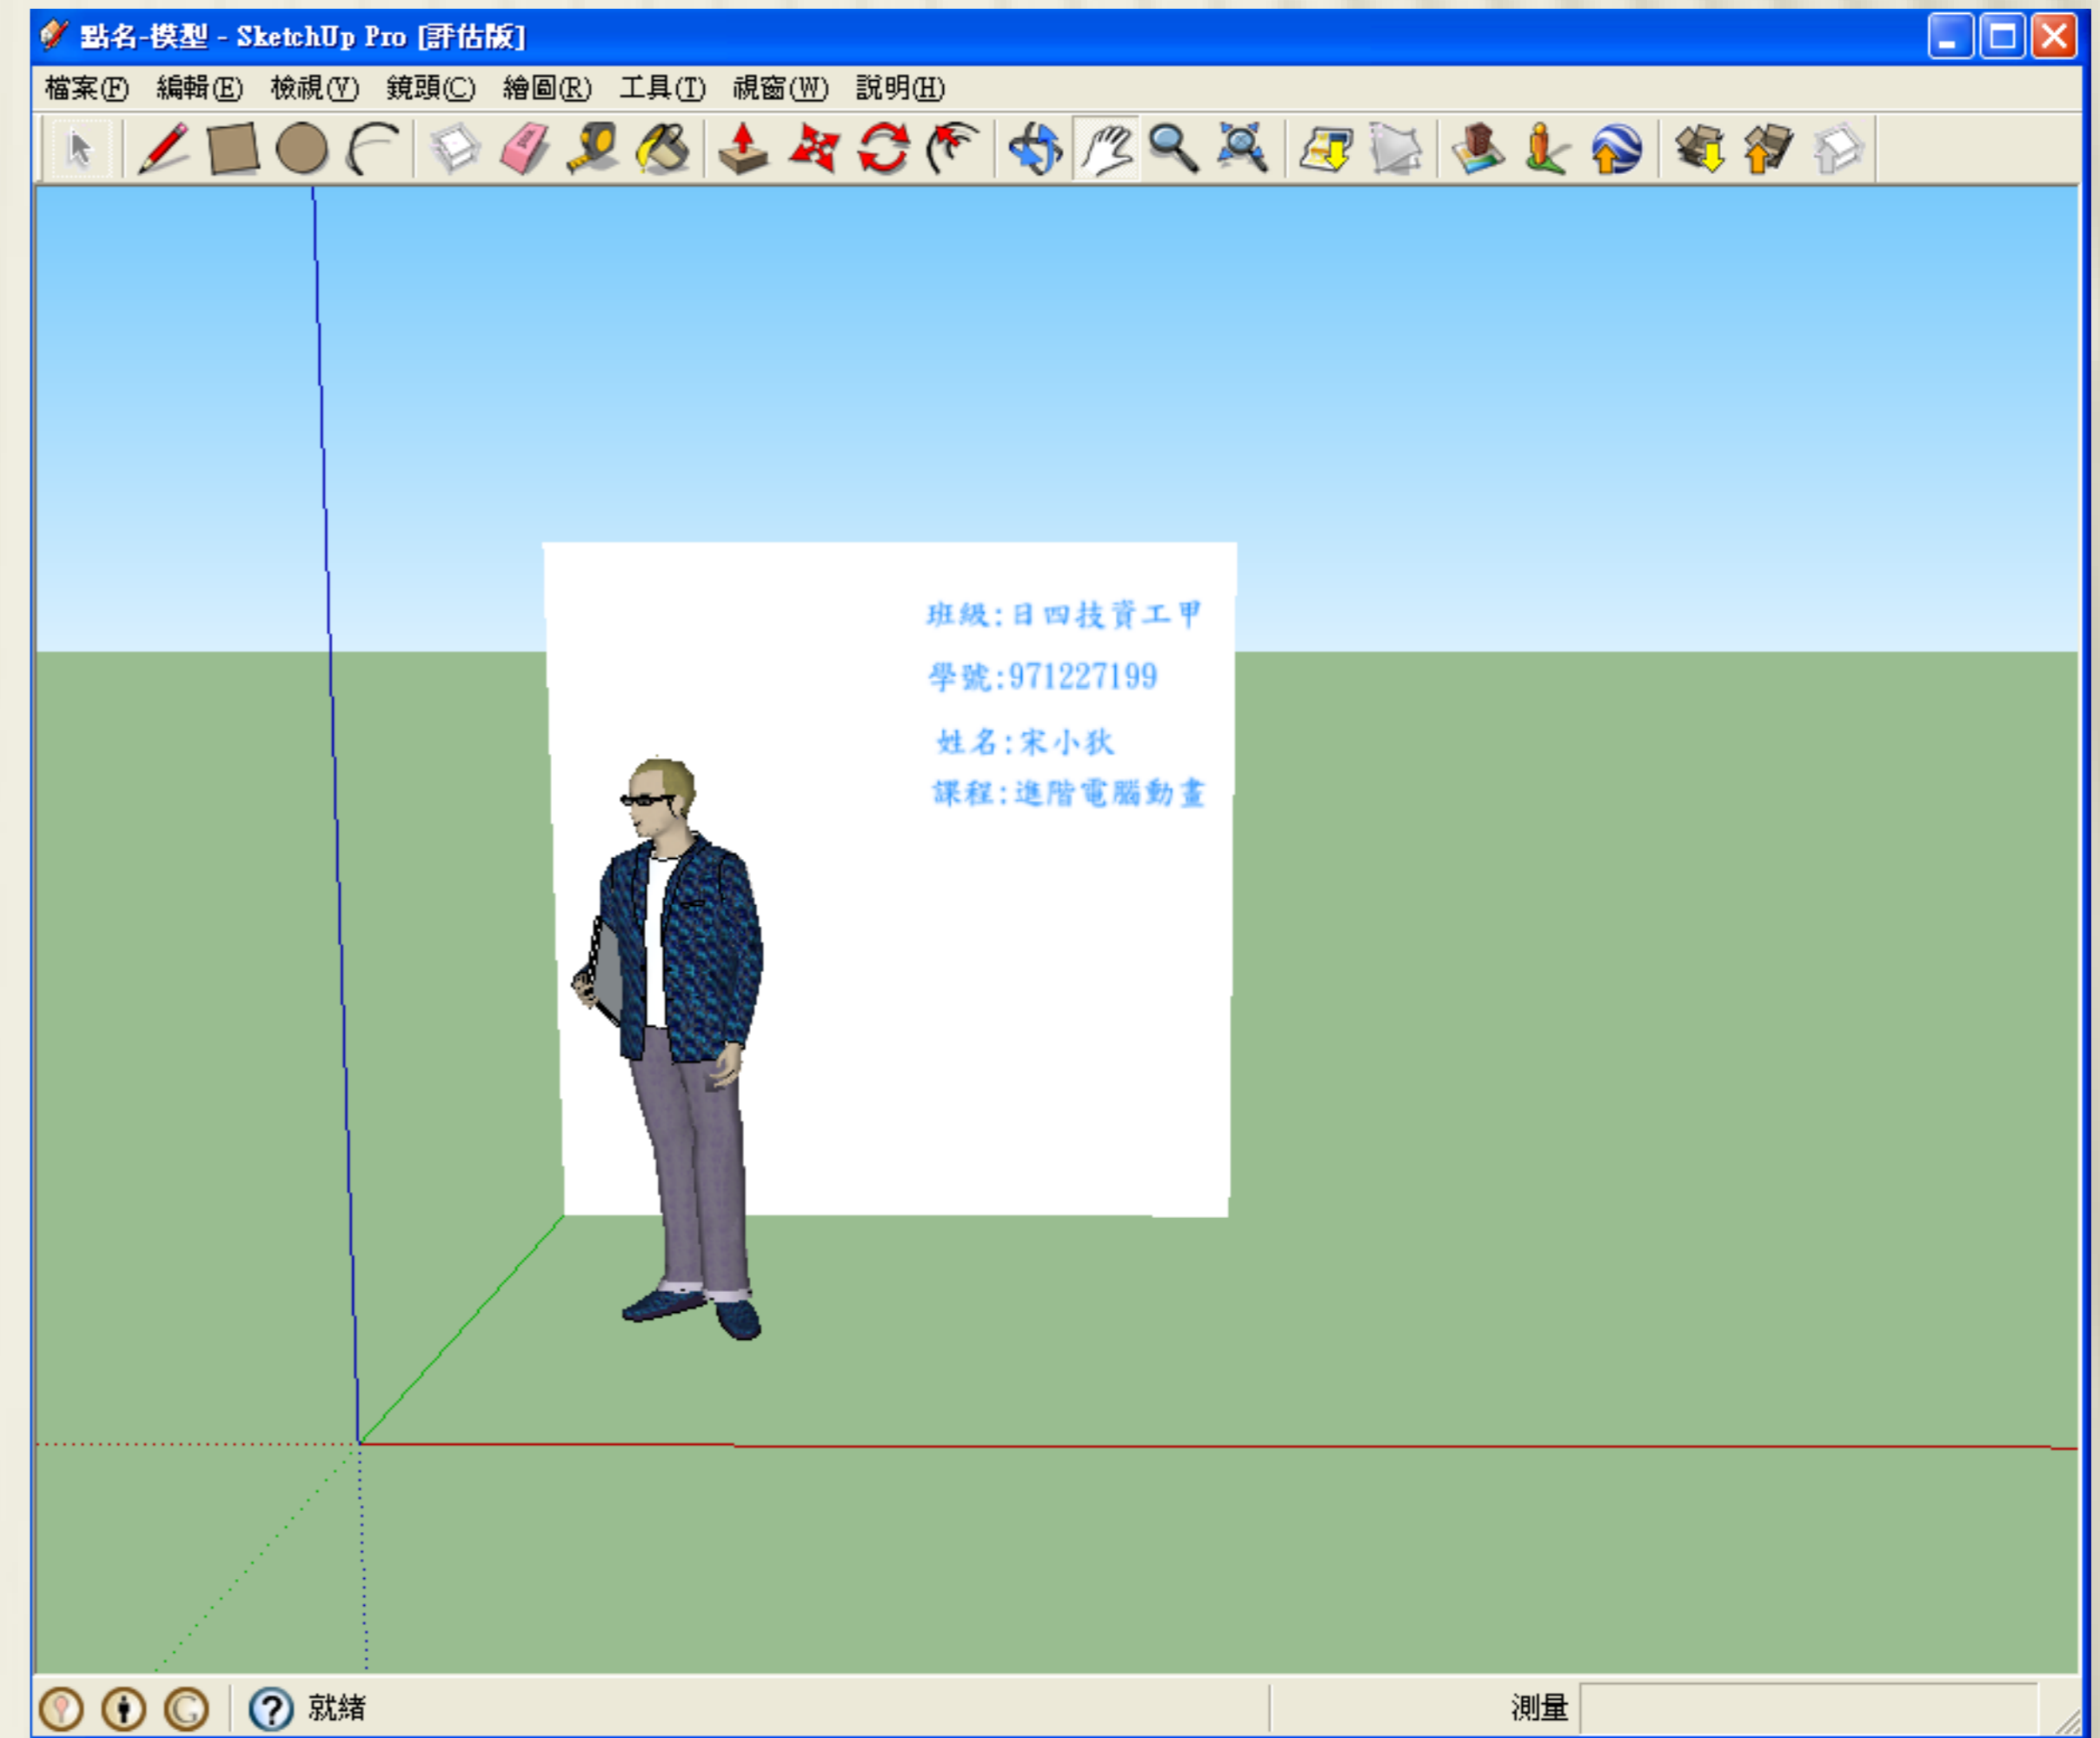 點名-模型 - SketchUp Pro [評估版]
檔案(F) 編輯(E) 檢視(V) 鏡頭(C) 繪圖(R) 工具(T) 視窗(W) 說明(H)
班級:日四技資工甲
學號:971227199
姓名:宋小狄
課程:進階電腦動畫
就緒
測量